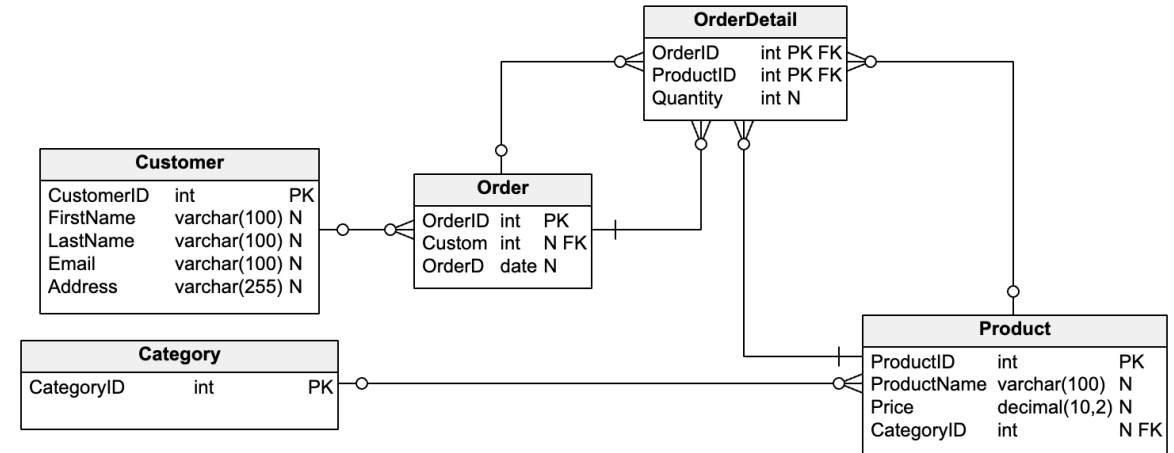 OrderDetail
OrderID int PK FK
ProductID int PK FK
Quantity int N
Customer
CustomerID int PK
FirstName varchar(100) N
LastName varchar(100) N
Email varchar(100) N
Address varchar(255) N
Order
OrderID int PK
Custom int N FK
OrderD date N
Category
CategoryID int PK
Product
ProductID int PK
ProductName varchar(100) N
Price decimal(10,2) N
CategoryID int N FK